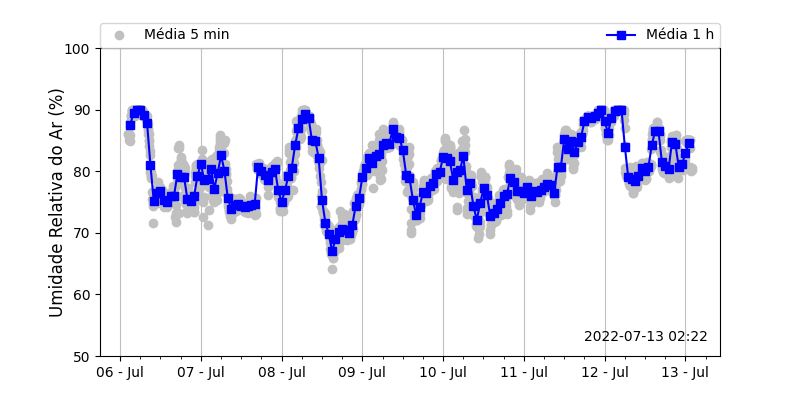 Média 5 min
Média 1 h
Umidade Relativa do Ar (%)
100
90
80
70
60
50
2022-07-13 02:22
06 - Jul
07 - Jul
08 - Jul
09 - Jul
10 - Jul
11 - Jul
12 - Jul
13 - Jul